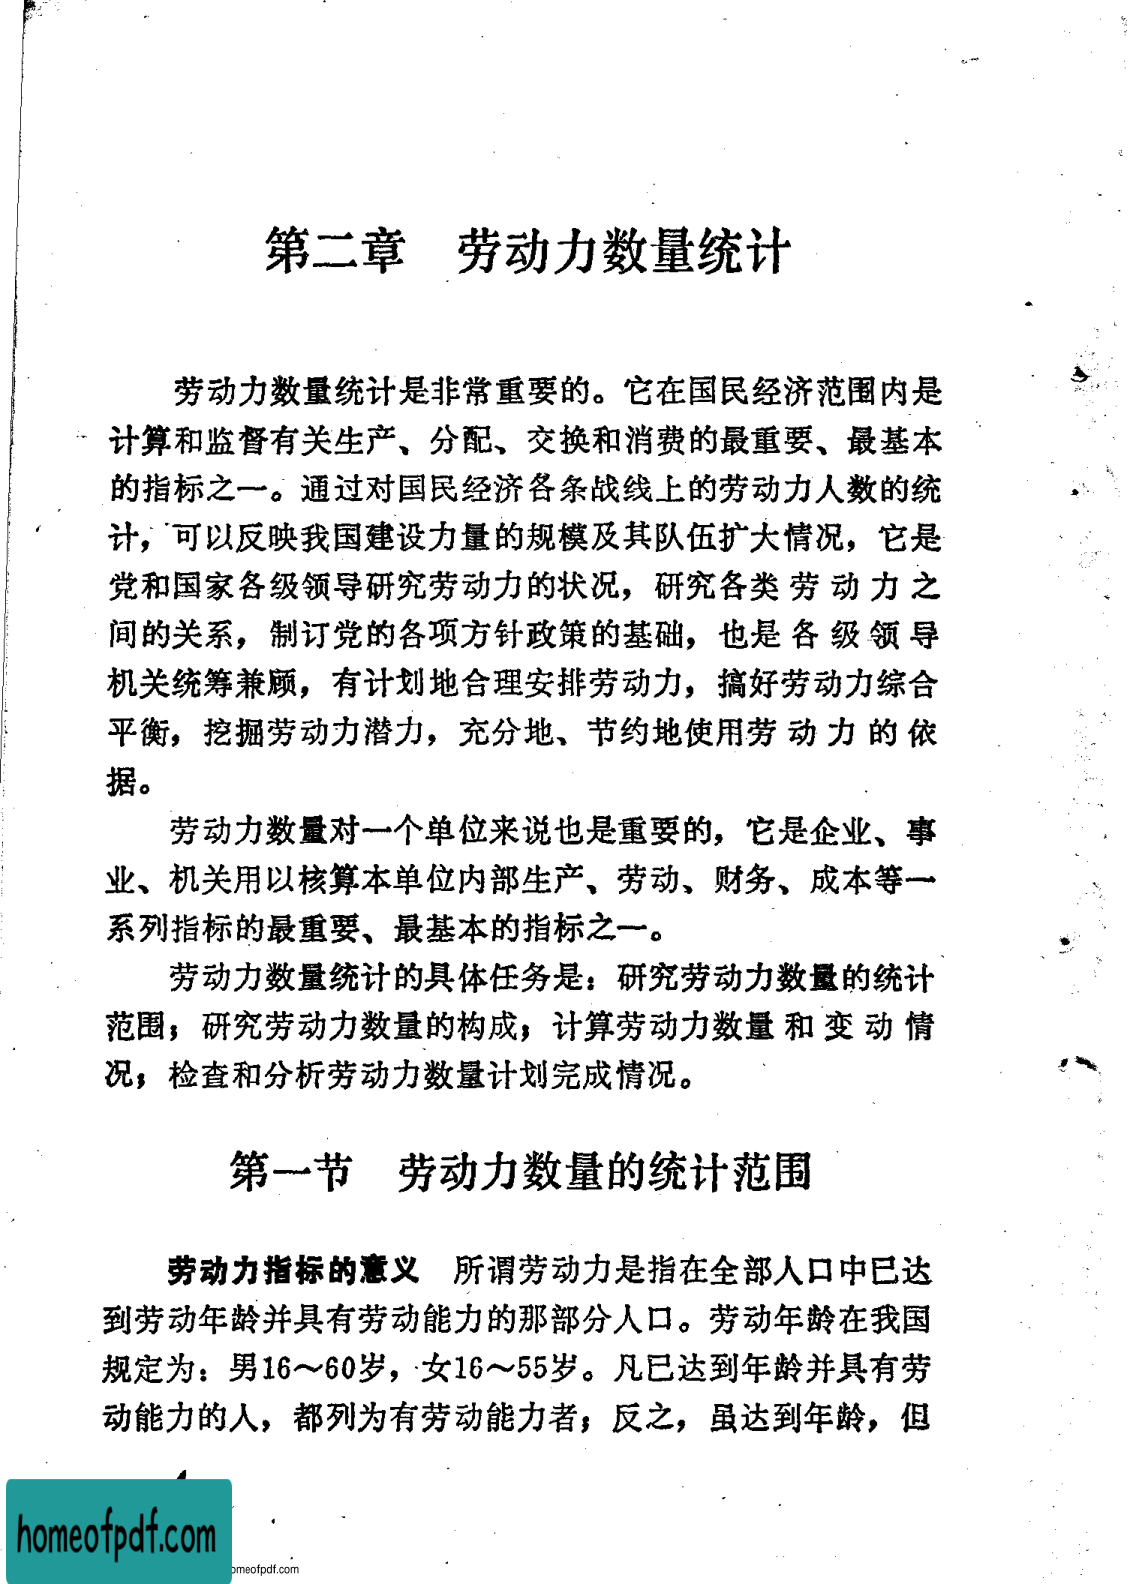 第二章　劳动力数量统计
劳动力数量统计是非常重要的。它在国民经济范围内是
计算和监督有关生产、分配、交换和消费的最重要、最基本
的指标之一。通过对国民经济各条战线上的劳动力人数的统
计，可以反映我国建设力量的规模及其队伍扩大情况，它是
党和国家各级领导研究劳动力的状况，研究各类劳动力之
间的关系，制订党的各项方针政策的基础，也是各级领导
机关统筹兼顾，有计划地合理安排劳动力，搞好劳动力综合
平衡，挖掘劳动力潜力，充分地、节约地使用劳动力的依
据。
劳动力数量对一个单位来说也是重要的，它是企业、事
业、机关用以核算本单位内部生产、劳动、财务、成本等一
系列指标的最重要、最基本的指标之一。
劳动力数量统计的具体任务是：研究劳动力数量的统计
范围；研究劳动力数量的构成；计算劳动力数量和变动情
况；检查和分析劳动力数量计划完成情况。
第一节　劳动力数量的统计范围
劳动力指标的意义　所谓劳动力是指在全部人口中已达
到劳动年龄并具有劳动能力的那部分人口。劳动年龄在我国
规定为：男16～60岁，女16～55岁。凡已达到年龄并具有劳
动能力的人，都列为有劳动能力者；反之，虽达到年龄，但
homeofpdf.com
omeofpdf.com